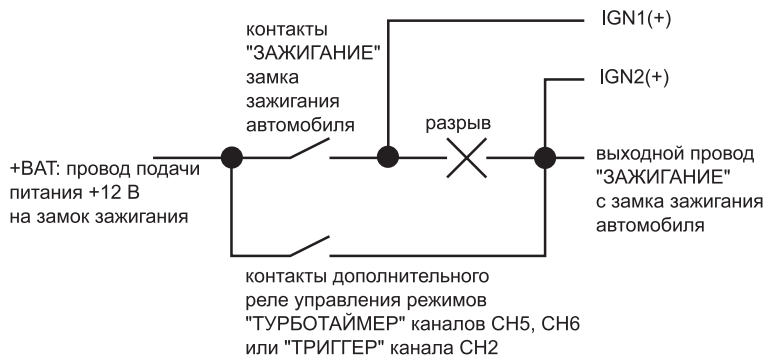 IGN1(+)
контакты
"ЗАЖИГАНИЕ"
замка
зажигания
автомобиля
IGN2(+)
разрыв
+BAT: провод подачи
питания +12 В
на замок зажигания
выходной провод
"ЗАЖИГАНИЕ"
с замка зажигания
автомобиля
контакты дополнительного
реле управления режимов
"ТУРБОТАЙМЕР" каналов CH5, CH6
или "ТРИГГЕР" канала CH2